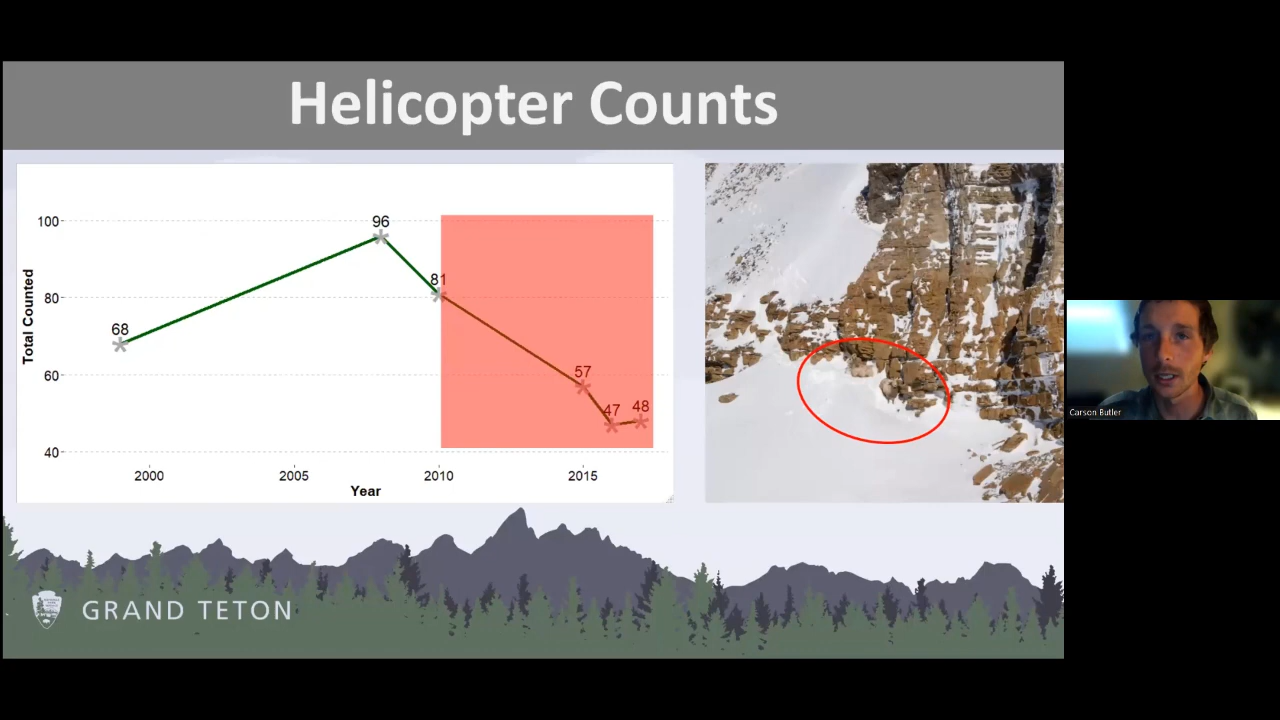 Helicopter Counts
100
80
60
40
Total Counted
68
96
81
57
47
48
2000
2005
2010
2015
Year
GRAND TETON
Carson Butler